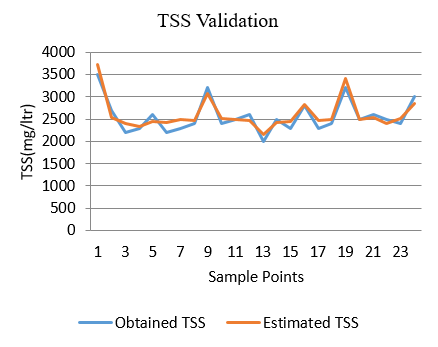 TSS Validation
4000
3500
3000
2500
2000
1500
1000
500
0
TSS(mg/ltr)
1 3 5 7 9 11 13 15 17 19 21 23
Sample Points
Obtained TSS Estimated TSS